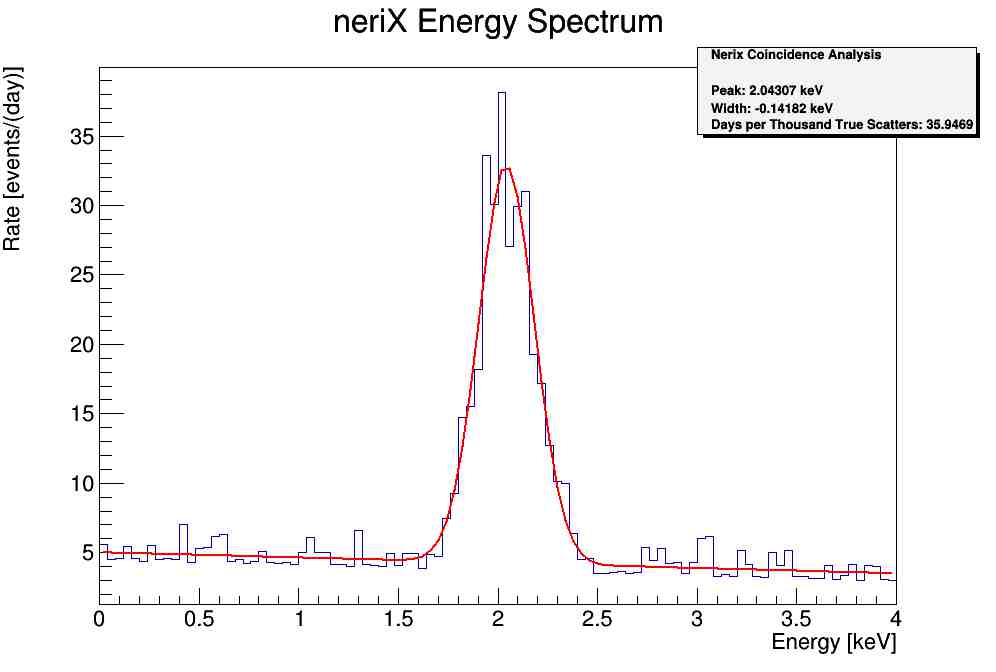 neriX Energy Spectrum
Nerix Coincidence Analysis
Peak: 2.04307 keV
Width: -0.14182 keV
Days per Thousand True Scatters: 35.9469
Rate [events/(day)]
35
30
25
20
15
10
5
0 0.5 1 1.5 2 2.5 3 3.5 4
Energy [keV]